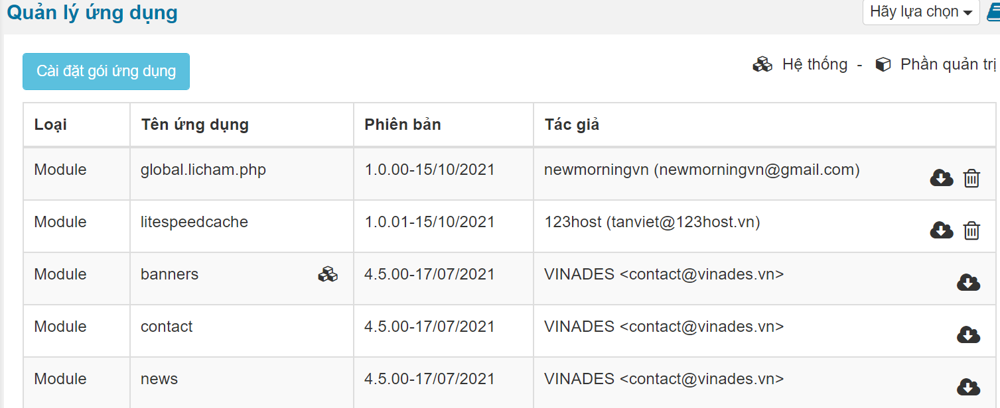 Quản lý ứng dụng
Hãy lựa chọn
Cài đặt gói ứng dụng
Hệ thống - Phần quản trị
Loại Tên ứng dụng Phiên bản Tác giả
Module global.licham.php 1.0.00-15/10/2021 newmorningvn (newmorningvn@gmail.com)
Module litespeedcache 1.0.01-15/10/2021 123host (tanviet@123host.vn)
Module banners 4.5.00-17/07/2021 VINADES <contact@vinades.vn>
Module contact 4.5.00-17/07/2021 VINADES <contact@vinades.vn>
Module news 4.5.00-17/07/2021 VINADES <contact@vinades.vn>